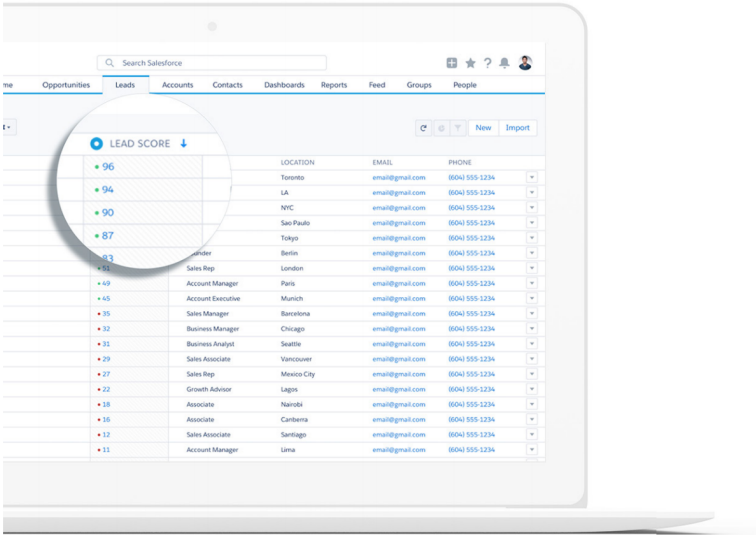 Search Salesforce
me Opportunities Leads Accounts Contacts Dashboards Reports Feed Groups People
New Import
LEAD SCORE
LOCATION EMAIL PHONE
96
Toronto email@gmail.com (604) 555-1234
94
LA email@gmail.com (604) 555-1234
90
NYC email@gmail.com (604) 555-1234
Sao Paulo email@gmail.com (604) 555-1234
87
Tokyo email@gmail.com (604) 555-1234
83
under Berlin email@gmail.com (604) 555-1234
51 Sales Rep London email@gmail.com (604) 555-1234
49 Account Manager Paris email@gmail.com (604) 555-1234
45 Account Executive Munich email@gmail.com (604) 555-1234
35 Sales Manager Barcelona email@gmail.com (604) 555-1234
32 Business Manager Chicago email@gmail.com (604) 555-1234
31 Business Analyst Seattle email@gmail.com (604) 555-1234
29 Sales Associate Vancouver email@gmail.com (604) 555-1234
27 Sales Rep Mexico City email@gmail.com (604) 555-1234
22 Growth Advisor Lagos email@gmail.com (604) 555-1234
18 Associate Nairobi email@gmail.com (604) 555-1234
16 Associate Canberra email@gmail.com (604) 555-1234
12 Sales Associate Santiago email@gmail.com (604) 555-1234
11 Account Manager Lima email@gmail.com (604) 555-1234